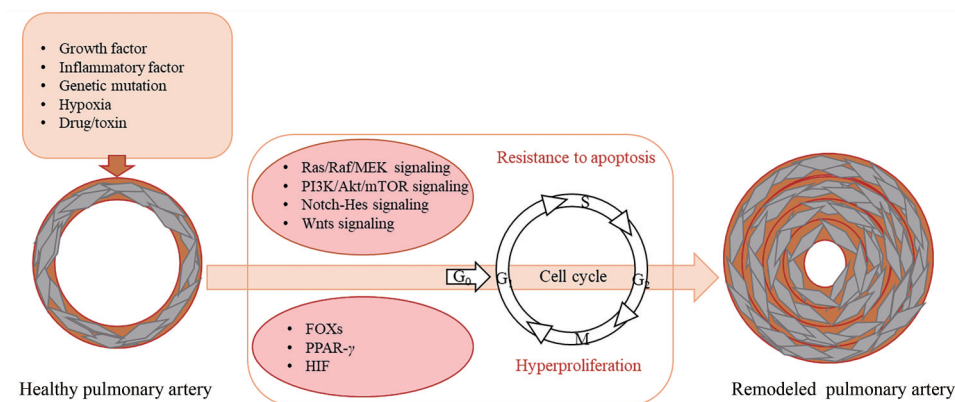 • Growth factor
• Inflammatory factor
• Genetic mutation
• Hypoxia
• Drug/toxin
• Ras/Raf/MEK signaling
• PI3K/Akt/mTOR signaling
• Notch-Hes signaling
• Wnts signaling
Resistance to apoptosis
S
G₀
G₁
Cell cycle
G₂
M
• FOXs
• PPAR-γ
• HIF
Hyperproliferation
Healthy pulmonary artery
Remodeled pulmonary artery